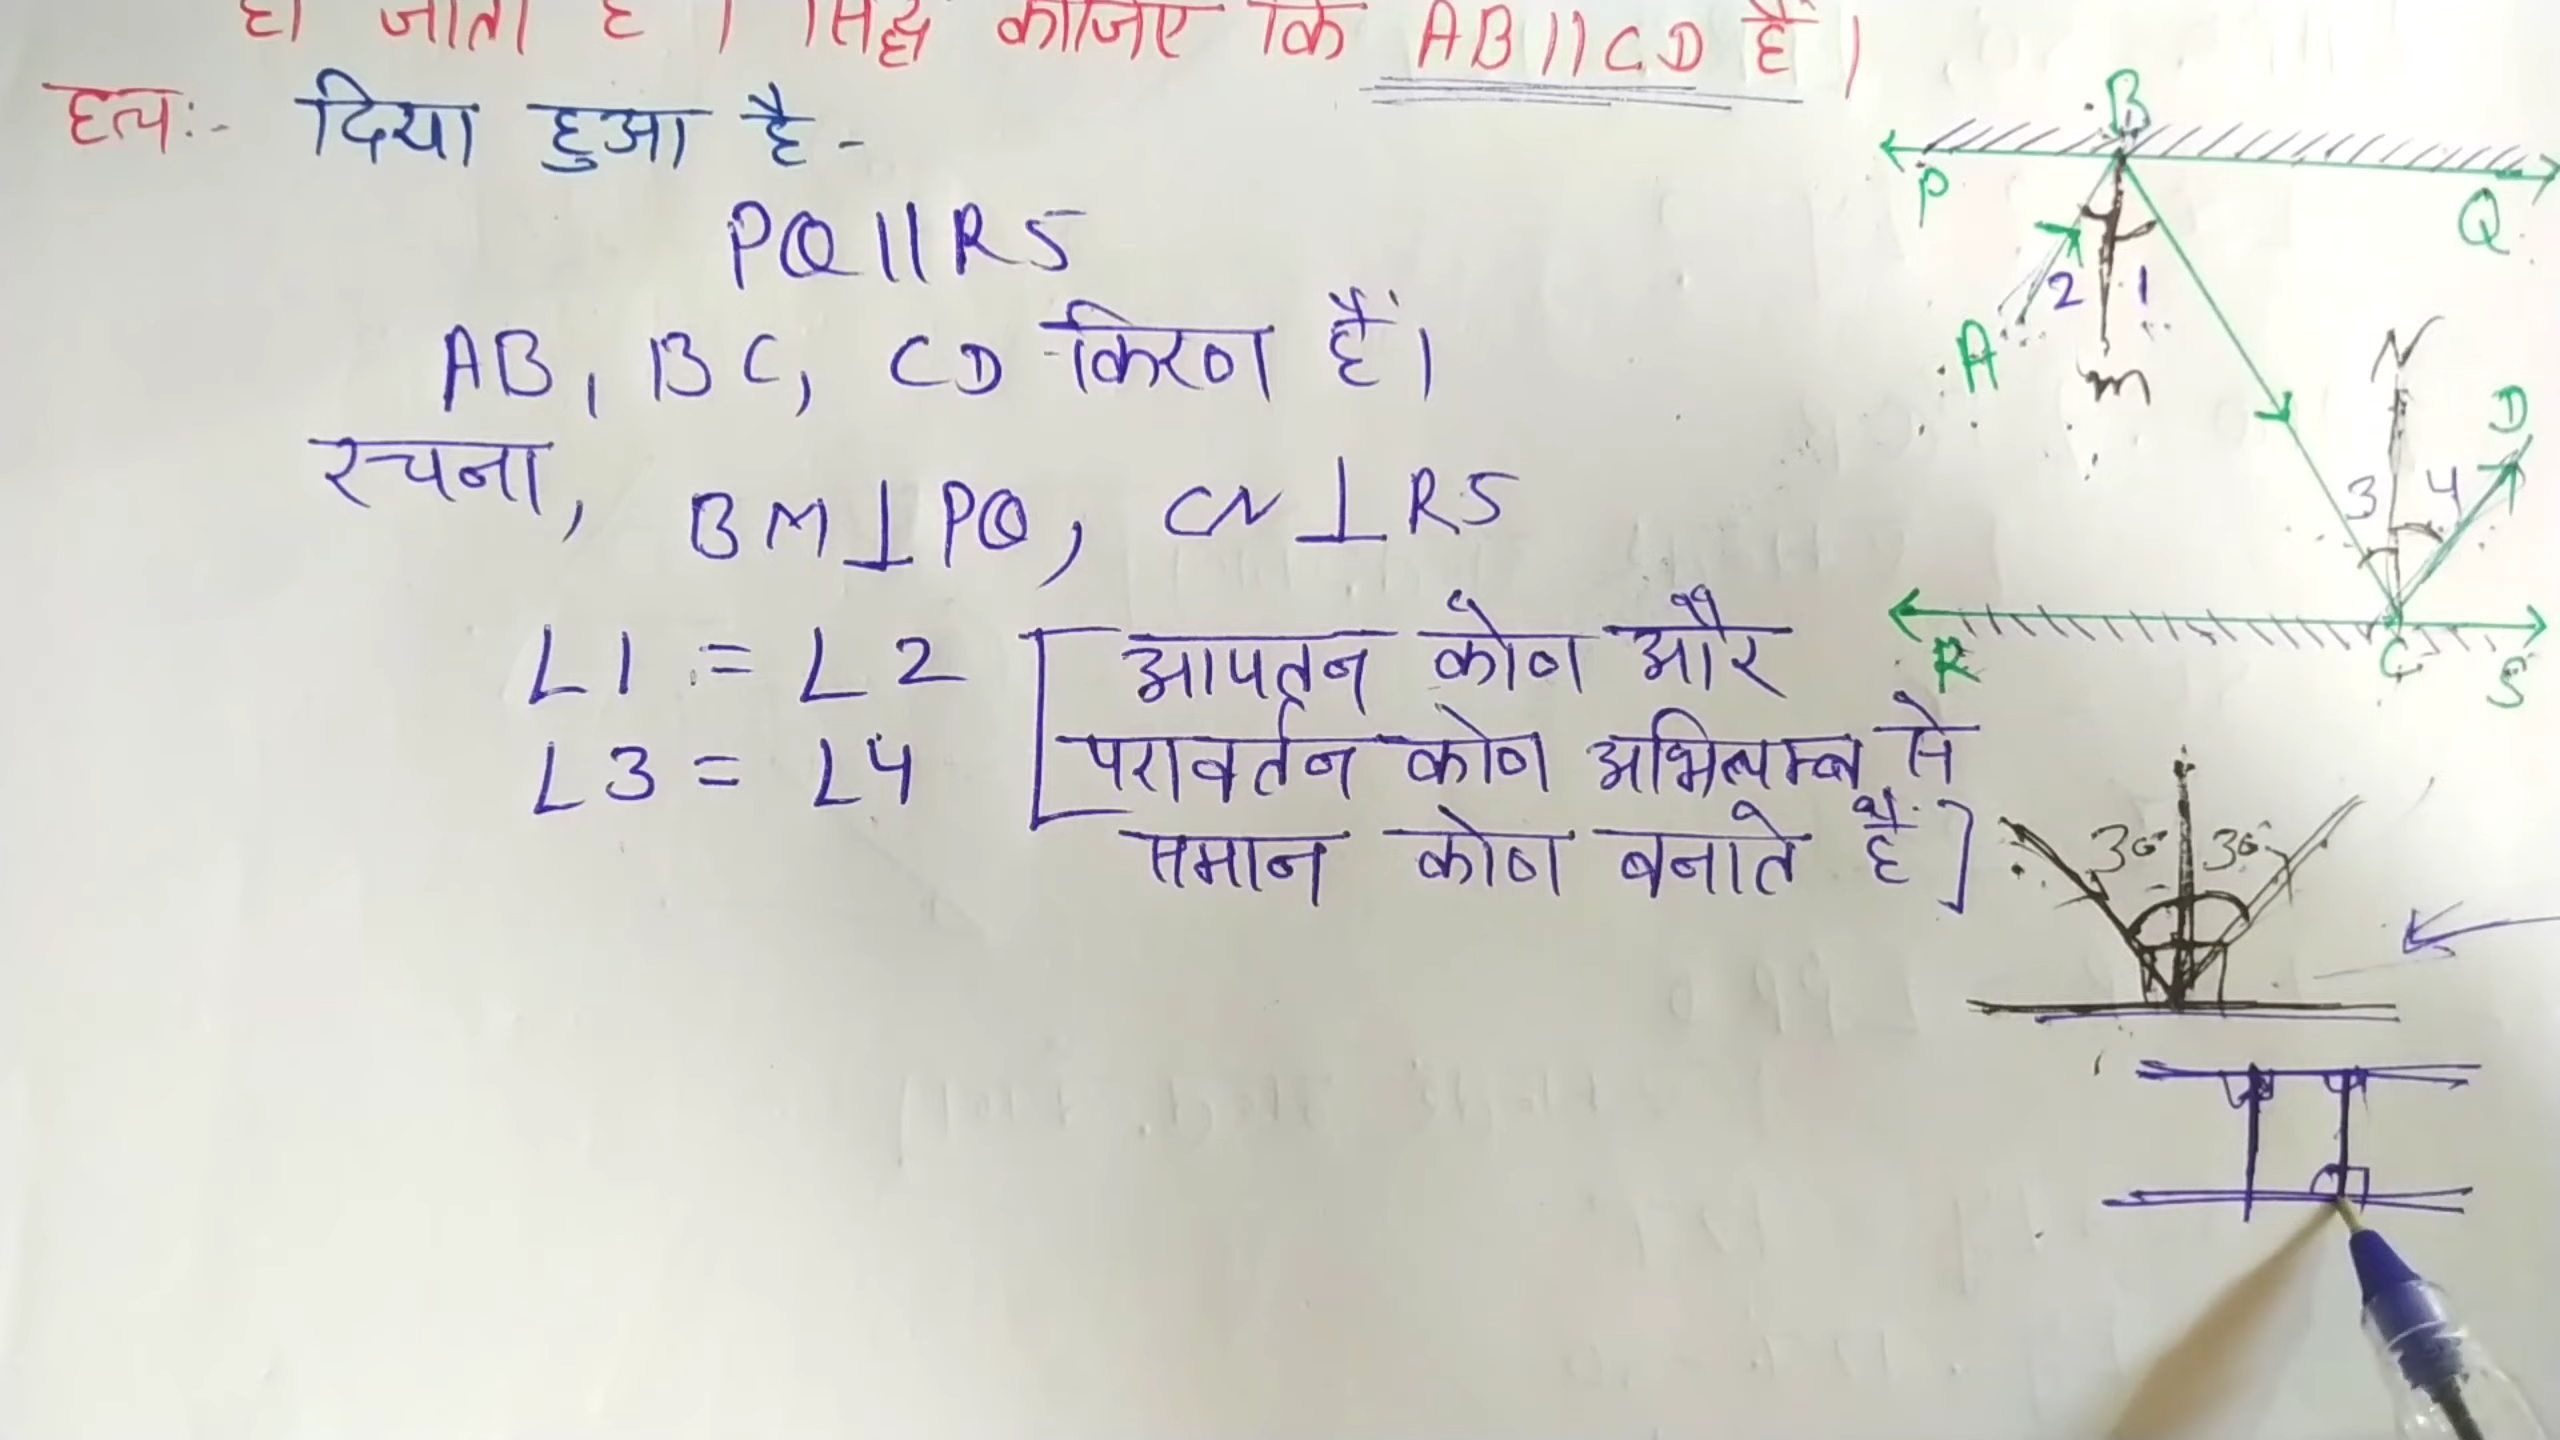 हो जाता है । सिद्ध कीजिए कि AB||CD है ।
हल:- दिया हुआ है -
PQ||RS
AB, BC, CD किरण हैं।
रचना, BM⊥PQ, CN⊥RS
∠1 = ∠2 [आपतन कोण और
∠3 = ∠4 परावर्तन कोण अभिलम्ब से
समान कोण बनाते हैं]
B
P
Q
2 1
A
m
N
D
3 4
R
C
S
30° 30°